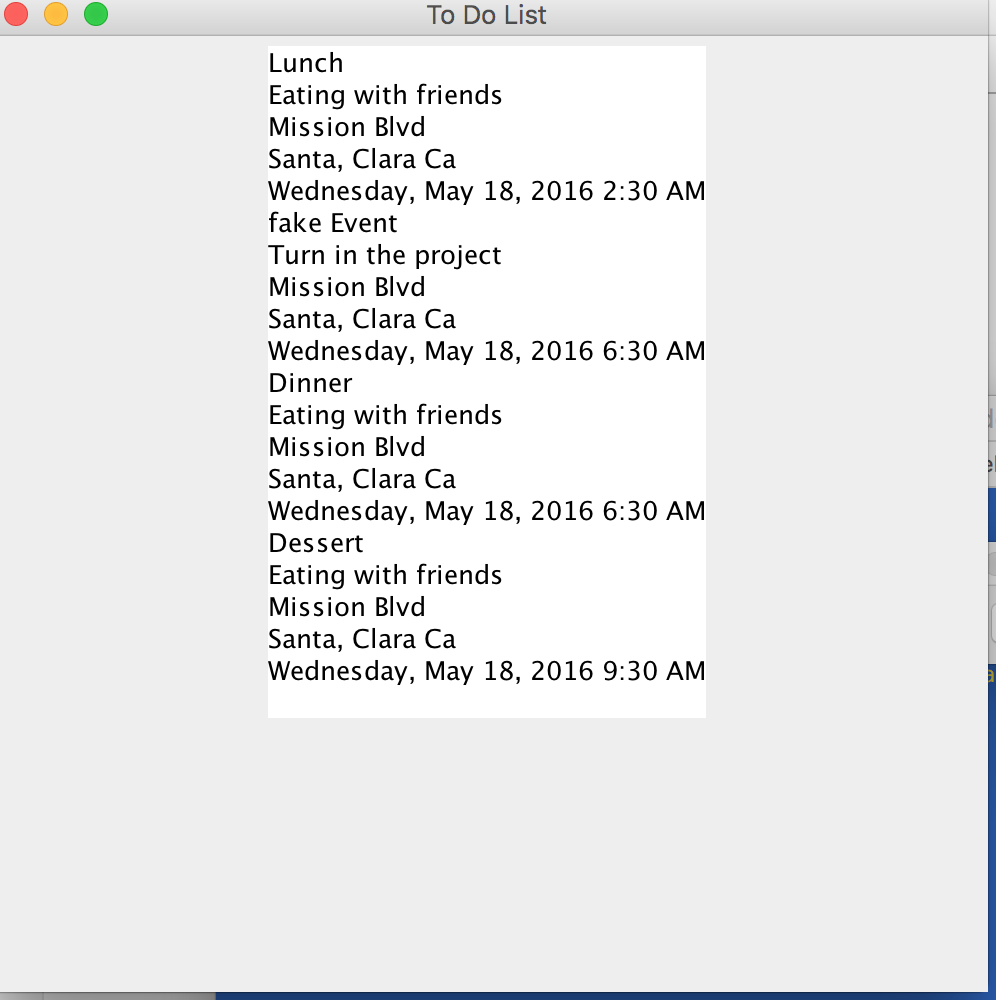 To Do List
Lunch
Eating with friends
Mission Blvd
Santa, Clara Ca
Wednesday, May 18, 2016 2:30 AM
fake Event
Turn in the project
Mission Blvd
Santa, Clara Ca
Wednesday, May 18, 2016 6:30 AM
Dinner
Eating with friends
Mission Blvd
Santa, Clara Ca
Wednesday, May 18, 2016 6:30 AM
Dessert
Eating with friends
Mission Blvd
Santa, Clara Ca
Wednesday, May 18, 2016 9:30 AM